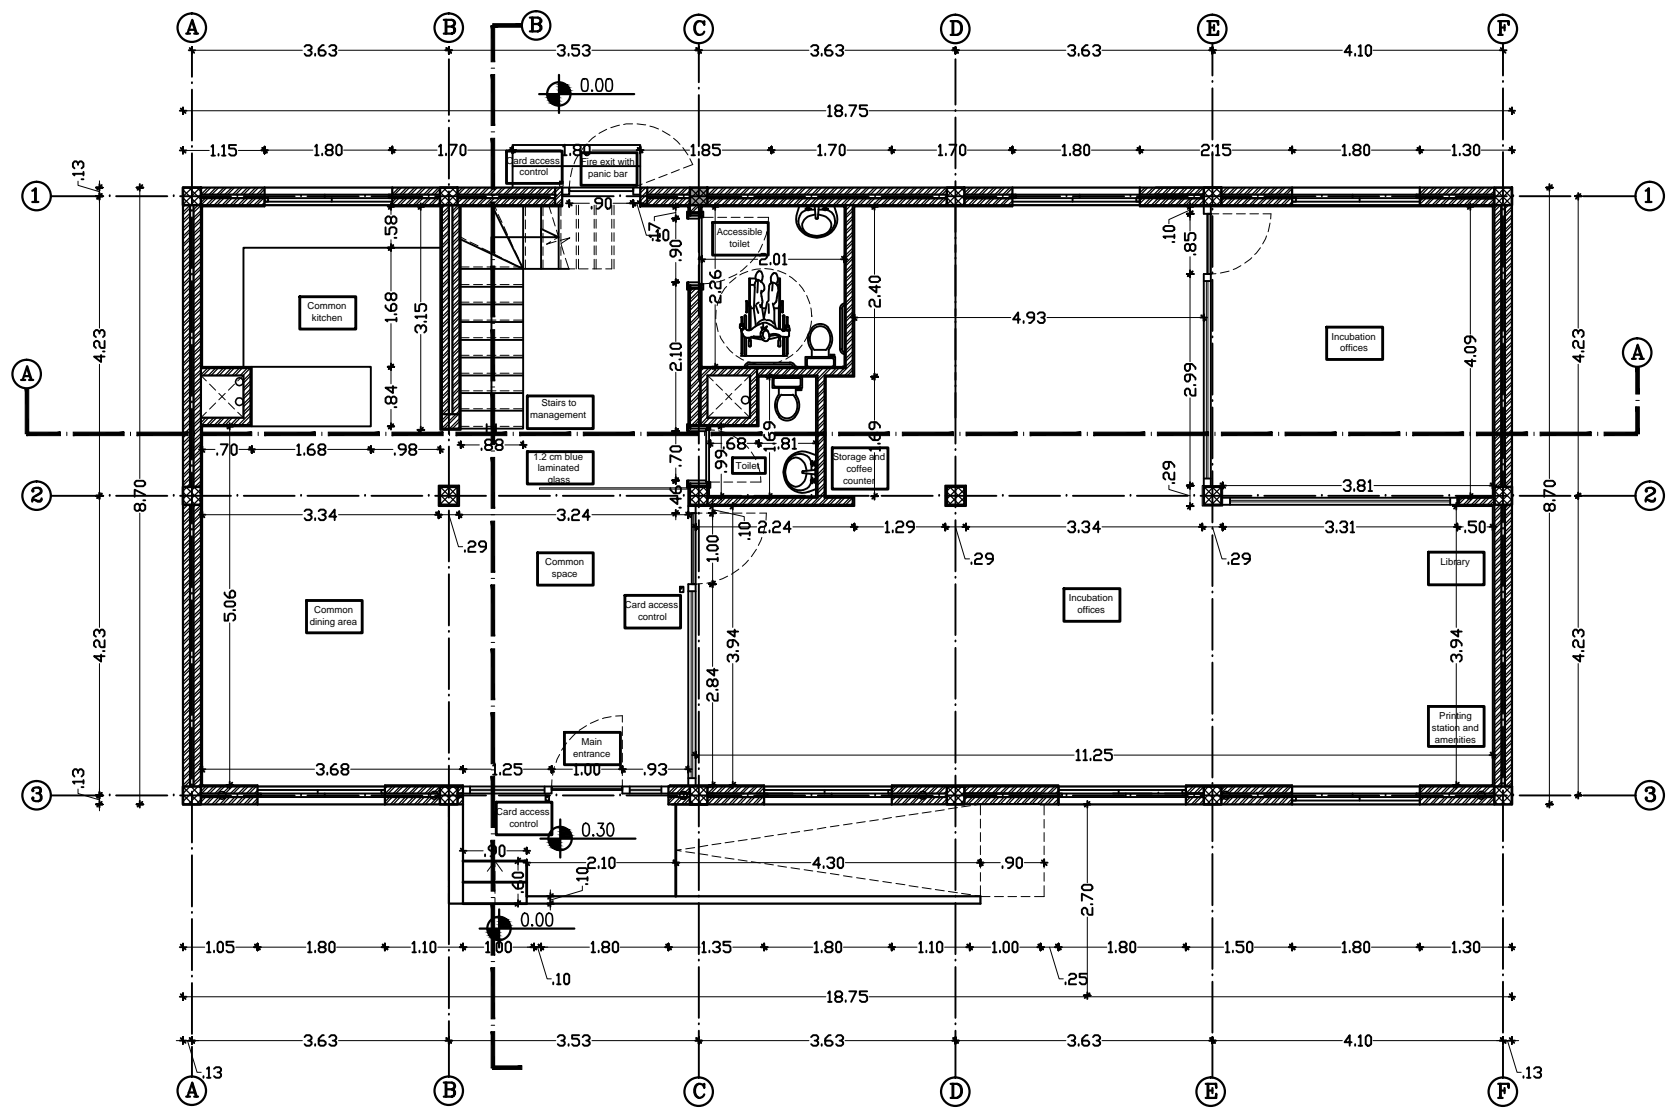 A B B C D E F
3.63 3.53 3.63 3.63 4.10
0.00
18.75
1.15 1.80 1.70 1.80 1.85 1.70 1.70 1.80 2.15 1.80 1.30
.13
Card access
control
Fire exit with
panic bar
1 1
.90 .10 .17
.58 .90 .10 .85
Accessible
toilet
2.01
2.26
2.40
Common
kitchen
1.68
3.15
4.93
4.23 4.23
2.10
Incubation
offices
4.09
2.99
A A
.84
Stairs to
management
.70 1.68 .98 .88
.68 .81
1.69 1.69
.99
.70
Toilet
1.2 cm blue
laminated
glass
Storage and
coffee
counter
.29
.46
3.81
2 2
8.70 8.70
3.34 3.24
2.24 1.29 3.34 3.31 .50
.10
.29 .29 .29
1.00
Common
space
Library
Card access
control
Common
dining area
5.06
Incubation
offices
4.23 4.23
3.94 3.94
2.84
Printing
station and
amenities
Main
entrance
11.25
3.68 1.25 1.00 .93
.13
3 3
Card access
control
0.30
.90 2.10 4.30 .90
.60 .10
2.70
0.00
1.05 1.80 1.10 1.00 1.80 1.35 1.80 1.10 1.00 1.80 1.50 1.80 1.30
.10 .25
18.75
3.63 3.53 3.63 3.63 4.10
.13 .13
A B C D E F